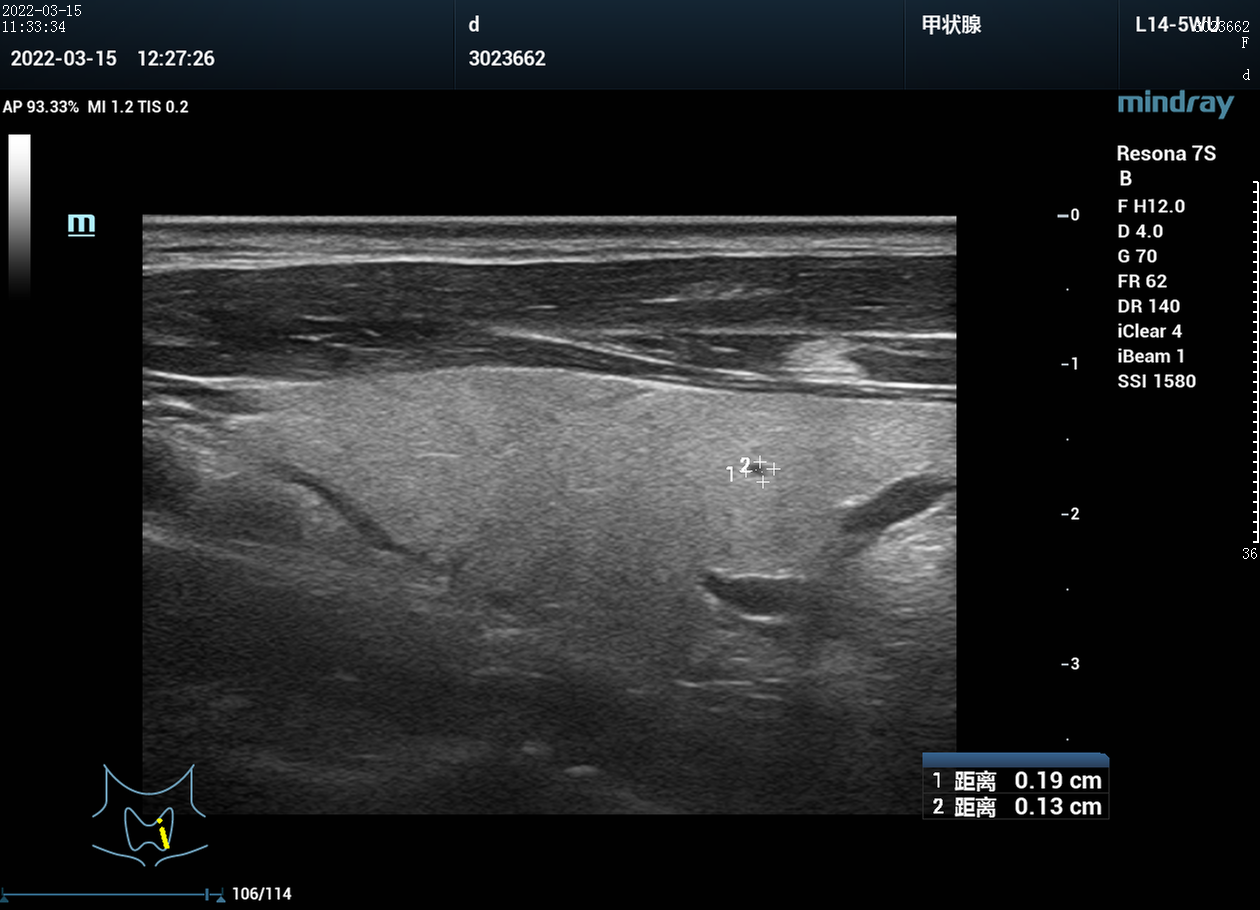 2022-03-15
11:33:34
2022-03-15 12:27:26
d
3023662
甲状腺
L14-5WU
3023662
F
d
AP 93.33% MI 1.2 TIS 0.2
mindray
Resona 7S
B
F H12.0
D 4.0
G 70
FR 62
DR 140
iClear 4
iBeam 1
SSI 1580
m
0
-1
-2
-3
36
1
2
1 距离 0.19 cm
2 距离 0.13 cm
106/114